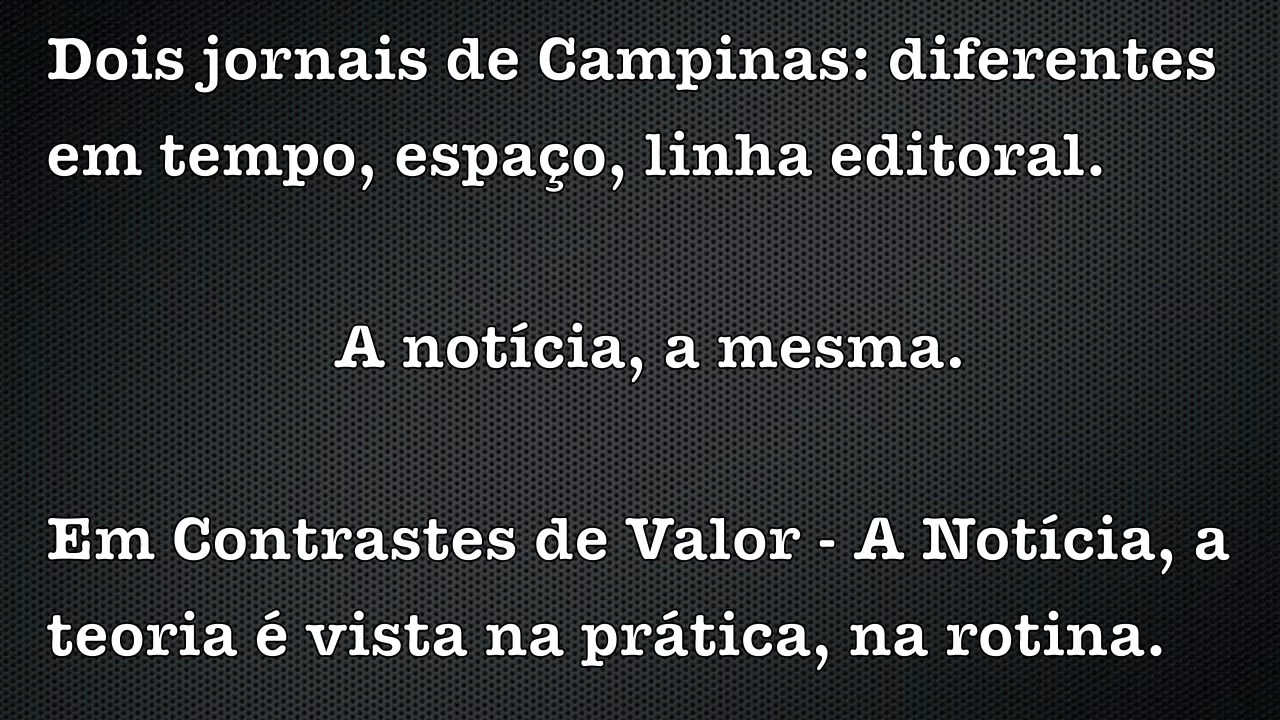 Dois jornais de Campinas: diferentes
em tempo, espaço, linha editoral.
A notícia, a mesma.
Em Contrastes de Valor - A Notícia, a
teoria é vista na prática, na rotina.